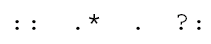 :: .* . ?: